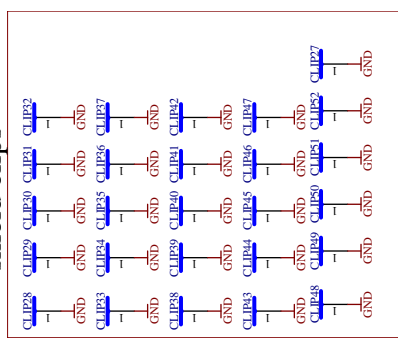 CLIP27
1
GND
CLIP32
1
GND
CLIP37
1
GND
CLIP42
1
GND
CLIP47
1
GND
CLIP52
1
GND
CLIP31
1
GND
CLIP36
1
GND
CLIP41
1
GND
CLIP46
1
GND
CLIP51
1
GND
CLIP30
1
GND
CLIP35
1
GND
CLIP40
1
GND
CLIP45
1
GND
CLIP50
1
GND
CLIP29
1
GND
CLIP34
1
GND
CLIP39
1
GND
CLIP44
1
GND
CLIP49
1
GND
CLIP28
1
GND
CLIP33
1
GND
CLIP38
1
GND
CLIP43
1
GND
CLIP48
1
GND